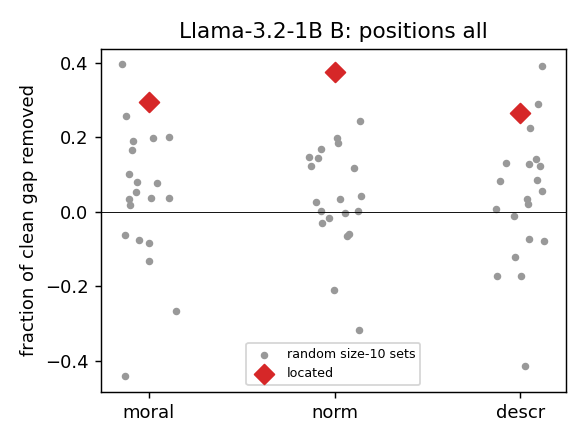 Llama-3.2-1B B: positions all
fraction of clean gap removed
0.4
0.2
0.0
−0.2
−0.4
random size-10 sets
located
moral norm descr